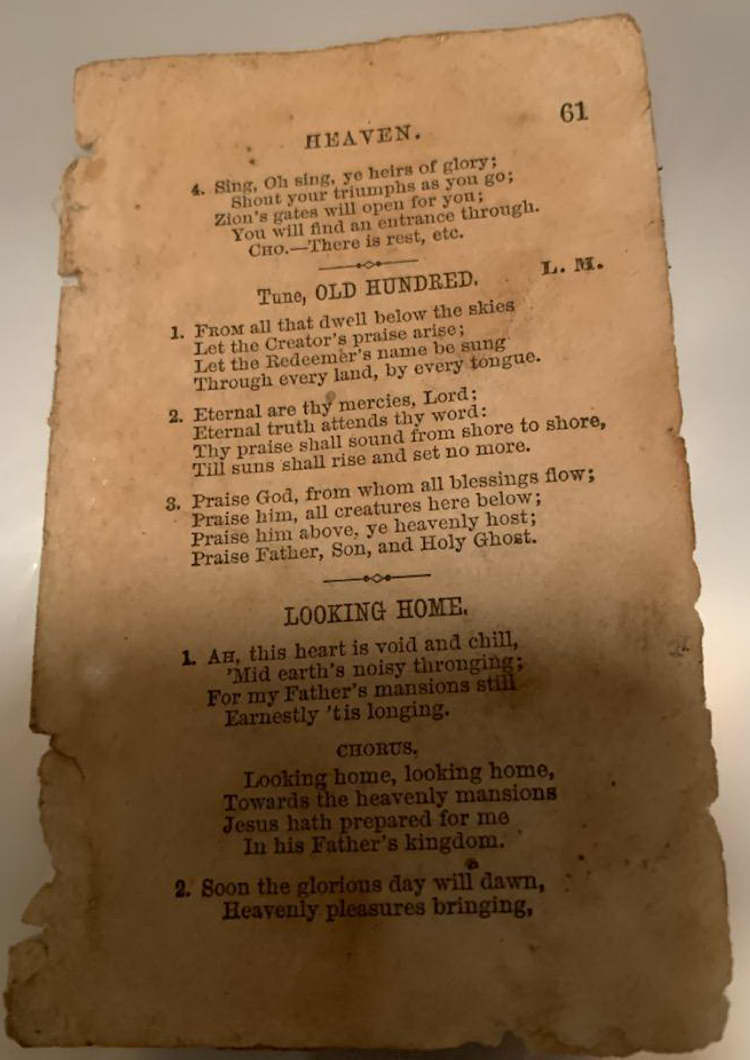 HEAVEN. 61
4. Sing, Oh sing, ye heirs of glory;
Shout your triumphs as you go;
Zion's gates will open for you;
You will find an entrance through.
CHO.—There is rest, etc.
Tune, OLD HUNDRED. L. M.
1. FROM all that dwell below the skies
Let the Creator's praise arise;
Let the Redeemer's name be sung
Through every land, by every tongue.
2. Eternal are thy mercies, Lord;
Eternal truth attends thy word:
Thy praise shall sound from shore to shore,
Till suns shall rise and set no more.
3. Praise God, from whom all blessings flow;
Praise him, all creatures here below;
Praise him above, ye heavenly host;
Praise Father, Son, and Holy Ghost.
LOOKING HOME.
1. AH, this heart is void and chill,
'Mid earth's noisy thronging;
For my Father's mansions still
Earnestly 'tis longing.
CHORUS.
Looking home, looking home,
Towards the heavenly mansions
Jesus hath prepared for me
In his Father's kingdom.
2. Soon the glorious day will dawn,
Heavenly pleasures bringing,